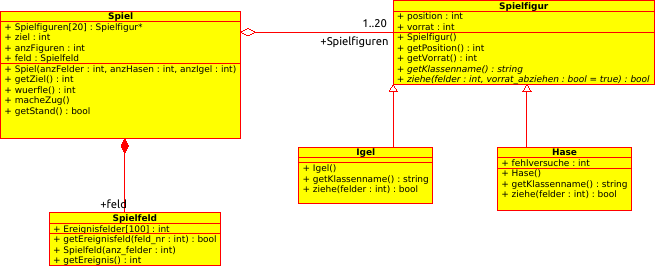 Spiel
+ Spielfiguren[20] : Spielfigur*
+ ziel : int
+ anzFiguren : int
+ feld : Spielfeld
+ Spiel(anzFelder : int, anzHasen : int, anzIgel : int)
+ getZiel() : int
+ wuerfle() : int
+ macheZug()
+ getStand() : bool
1..20
+Spielfiguren
Spielfigur
+ position : int
+ vorrat : int
+ Spielfigur()
+ getPosition() : int
+ getVorrat() : int
+ getKlassenname() : string
+ ziehe(felder : int, vorrat_abziehen : bool = true) : bool
Igel
+ Igel()
+ getKlassenname() : string
+ ziehe(felder : int) : bool
Hase
+ fehlversuche : int
+ Hase()
+ getKlassenname() : string
+ ziehe(felder : int) : bool
+feld
Spielfeld
+ Ereignisfelder[100] : int
+ getEreignisfeld(feld_nr : int) : bool
+ Spielfeld(anz_felder : int)
+ getEreignis() : int